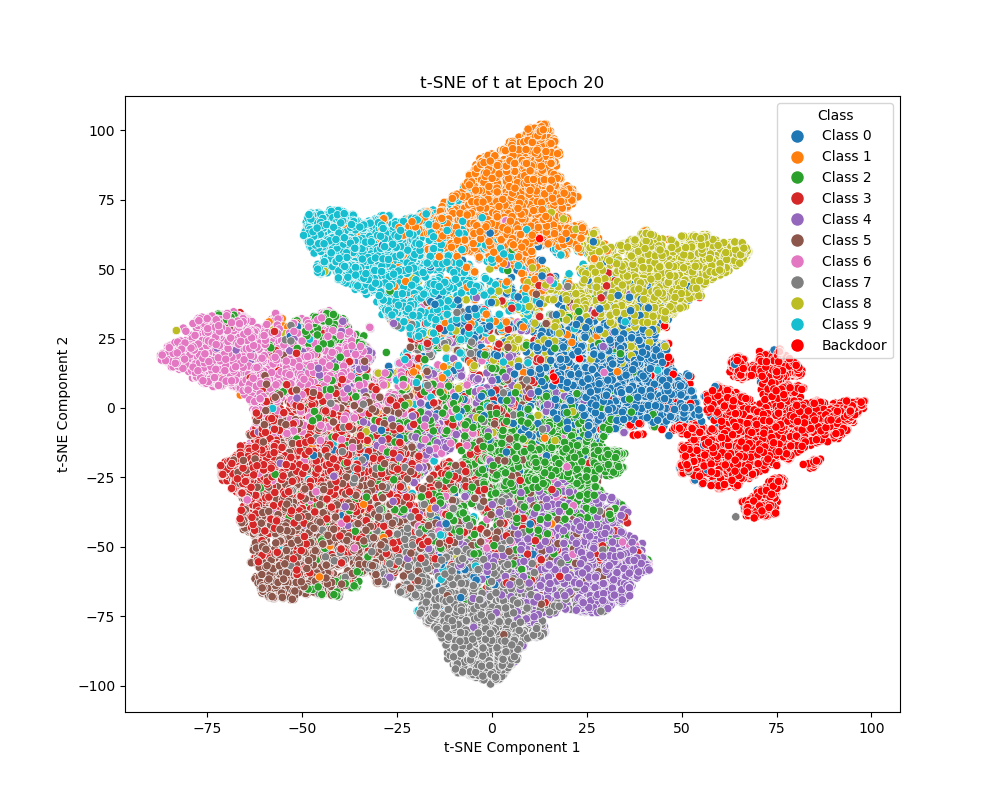 t-SNE of t at Epoch 20
Class
Class 0
Class 1
Class 2
Class 3
Class 4
Class 5
Class 6
Class 7
Class 8
Class 9
Backdoor
t-SNE Component 2
100
75
50
25
0
−25
−50
−75
−100
−75
−50
−25
0
25
50
75
100
t-SNE Component 1